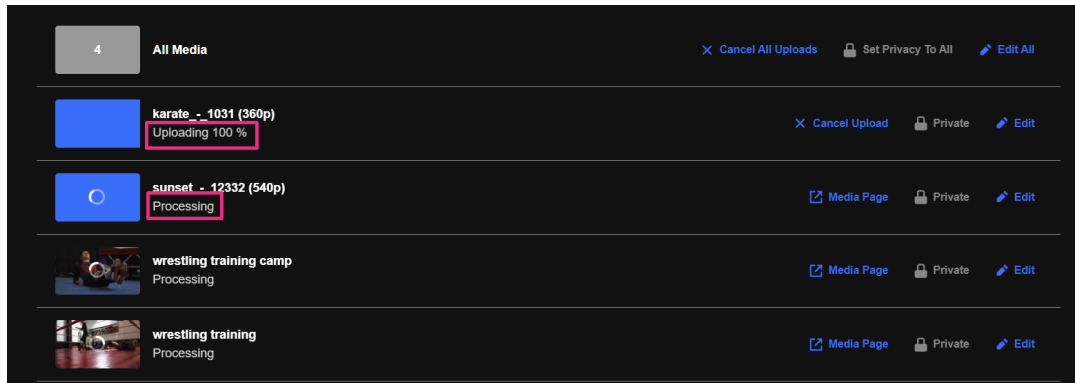 4 All Media Cancel All Uploads Set Privacy To All Edit All
karate_-_1031 (360p)
Uploading 100 %
Cancel Upload Private Edit
sunset_-_12332 (540p)
Processing
Media Page Private Edit
wrestling training camp
Processing
Media Page Private Edit
wrestling training
Processing
Media Page Private Edit